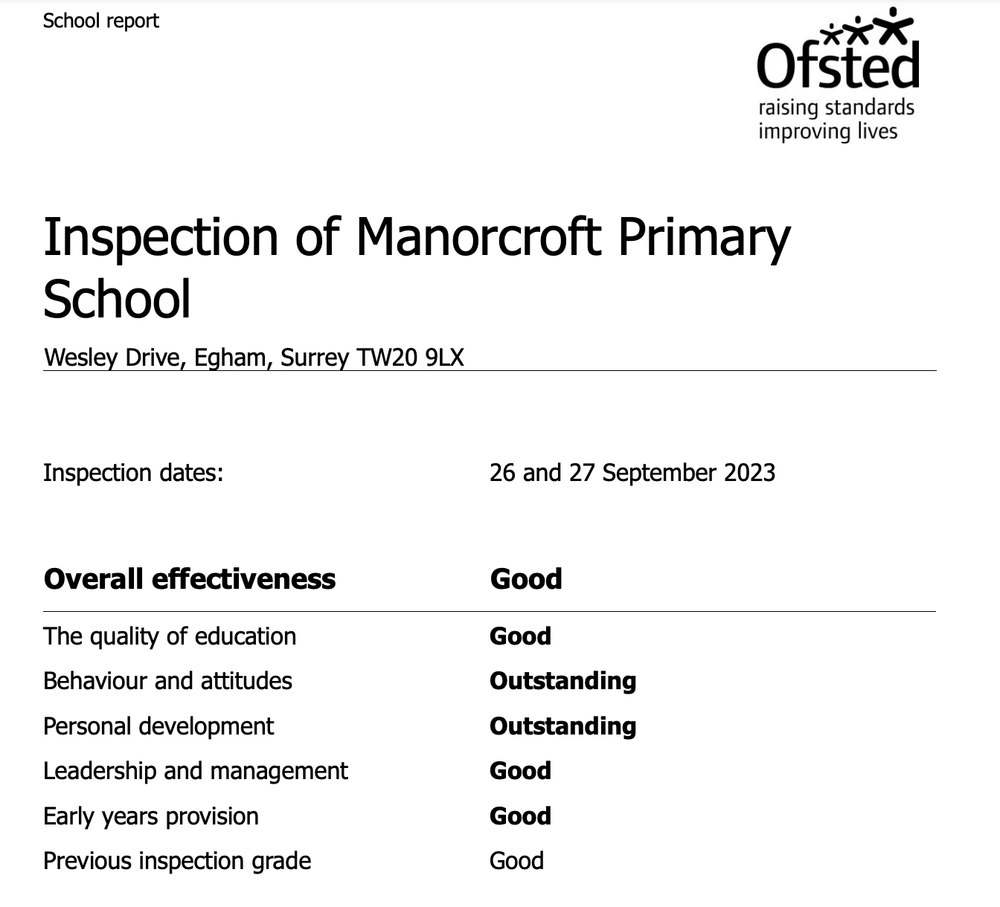 School report
Ofsted
raising standards
improving lives
Inspection of Manorcroft Primary
School
Wesley Drive, Egham, Surrey TW20 9LX
Inspection dates: 26 and 27 September 2023
Overall effectiveness Good
The quality of education Good
Behaviour and attitudes Outstanding
Personal development Outstanding
Leadership and management Good
Early years provision Good
Previous inspection grade Good